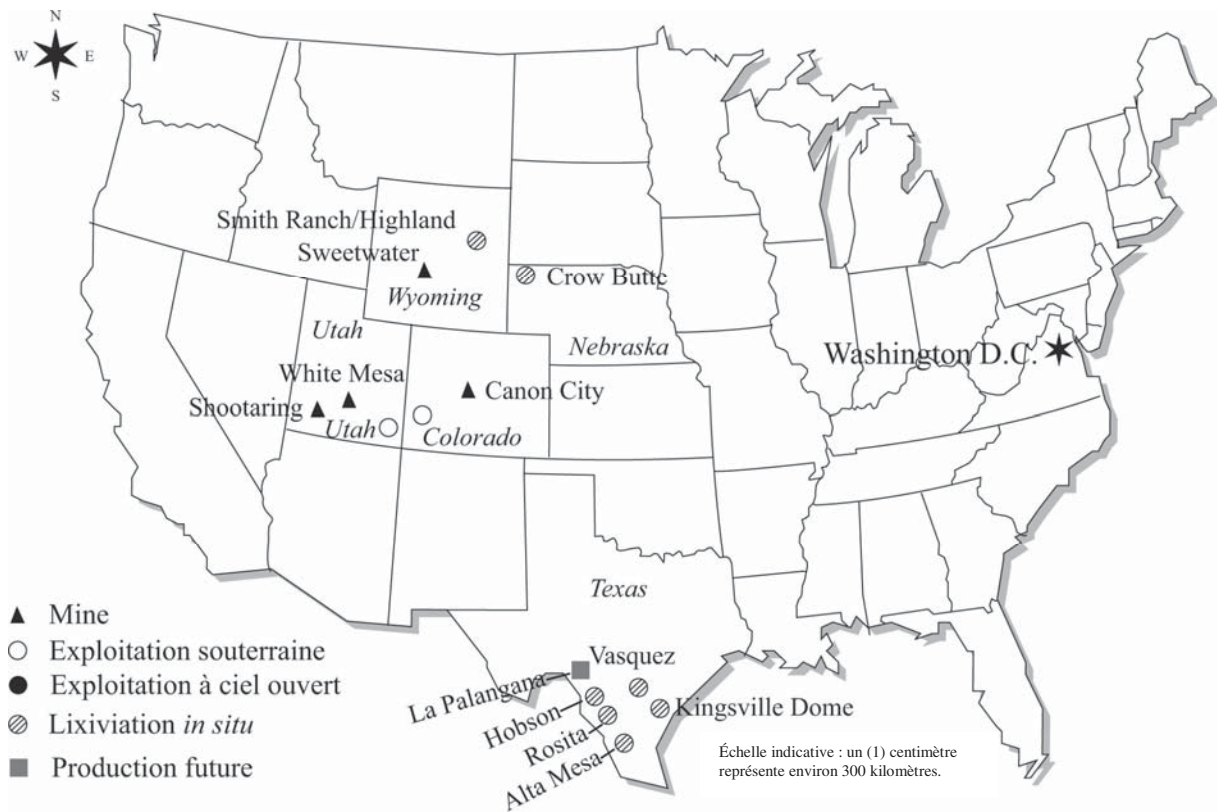 N
W E
S
Smith Ranch/Highland
Sweetwater
Wyoming
Crow Butte
Utah
Nebraska
Washington D.C.
White Mesa
Canon City
Shootaring
Utah
Colorado
Texas
Vasquez
La Palangana
Hobson
Kingsville Dome
Rosita
Alta Mesa
Mine
Exploitation souterraine
Exploitation à ciel ouvert
Lixiviation in situ
Production future
Échelle indicative : un (1) centimètre
représente environ 300 kilomètres.